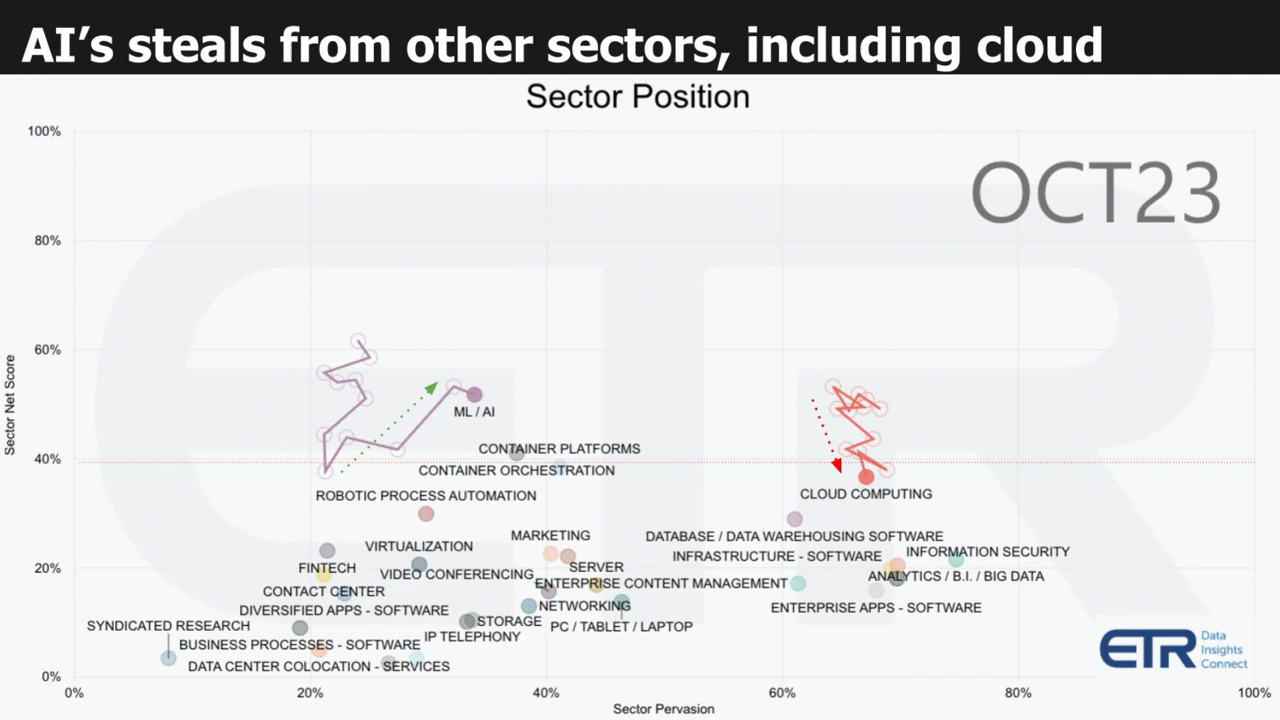 AI’s steals from other sectors, including cloud
Sector Position
OCT23
100%
80%
60%
40%
20%
0%
Sector Net Score
ML / AI
CONTAINER PLATFORMS
CONTAINER ORCHESTRATION
ROBOTIC PROCESS AUTOMATION
CLOUD COMPUTING
MARKETING
DATABASE / DATA WAREHOUSING SOFTWARE
VIRTUALIZATION
INFRASTRUCTURE - SOFTWARE
INFORMATION SECURITY
FINTECH
VIDEO CONFERENCING
SERVER
ANALYTICS / B.I. / BIG DATA
ENTERPRISE CONTENT MANAGEMENT
CONTACT CENTER
DIVERSIFIED APPS - SOFTWARE
NETWORKING
ENTERPRISE APPS - SOFTWARE
SYNDICATED RESEARCH
STORAGE
PC / TABLET / LAPTOP
IP TELEPHONY
BUSINESS PROCESSES - SOFTWARE
DATA CENTER COLOCATION - SERVICES
ETR
Data
Insights
Connect
0%
20%
40%
60%
80%
100%
Sector Pervasion